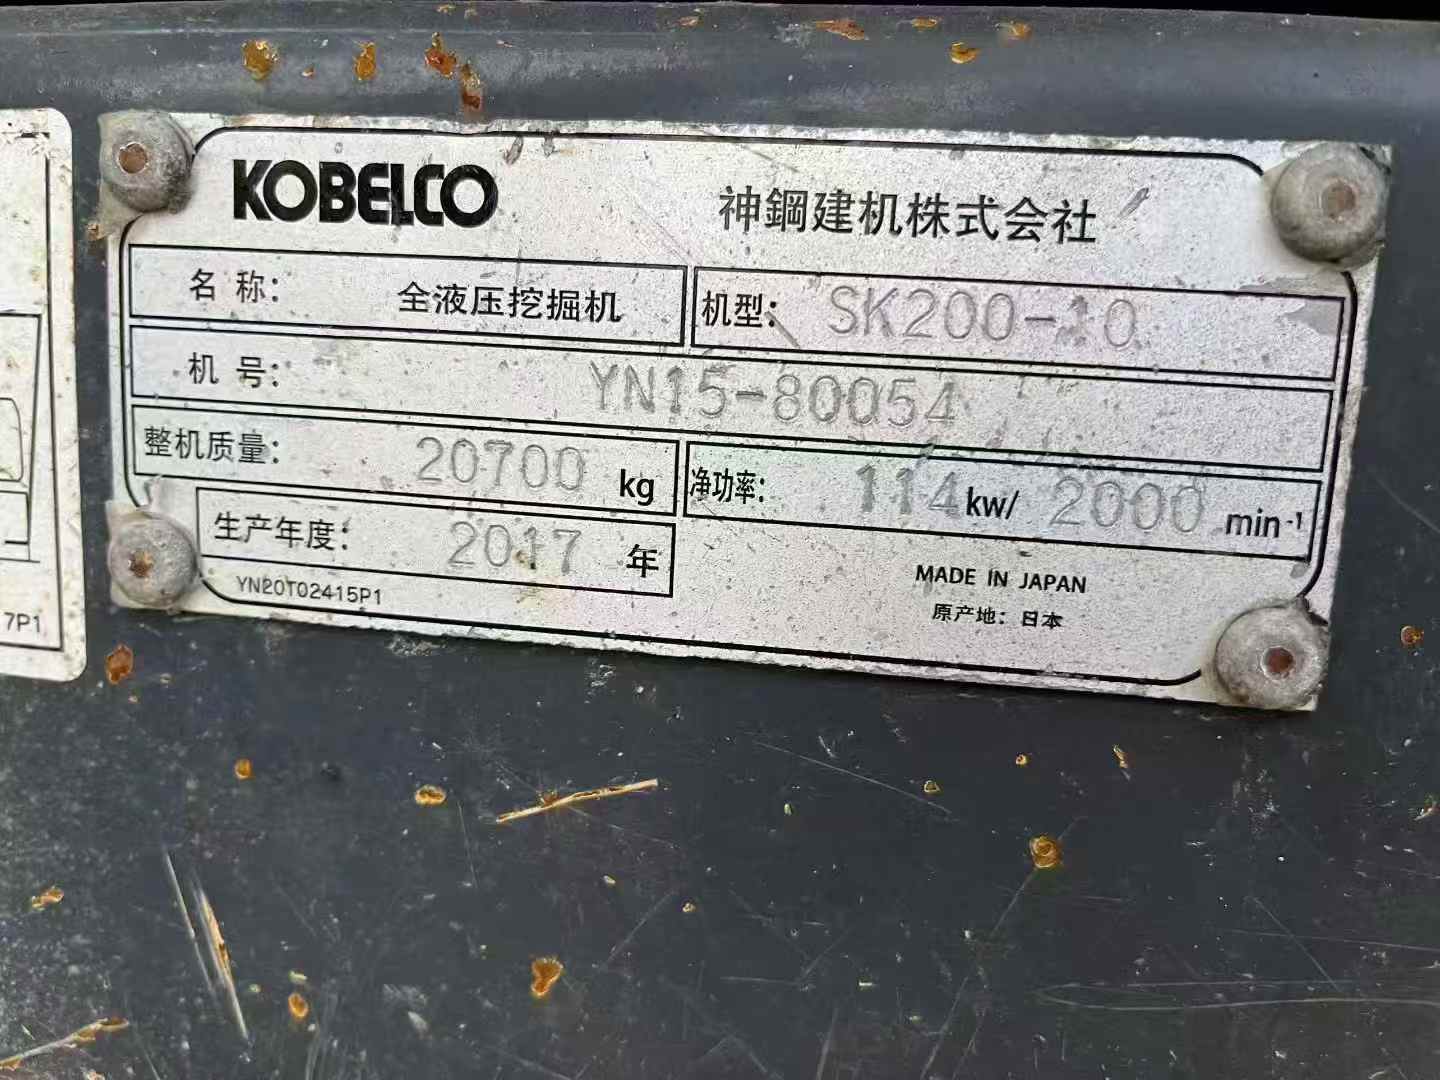 KOBELCO
神鋼建机株式会社
名 称： 全液压挖掘机
机型： SK200-10
机 号： YN15-80054
整机质量： 20700 kg
净功率： 114 kw/ 2000 min⁻¹
生产年度： 2017 年
YN20T02415P1
MADE IN JAPAN
原产地：日本
7P1